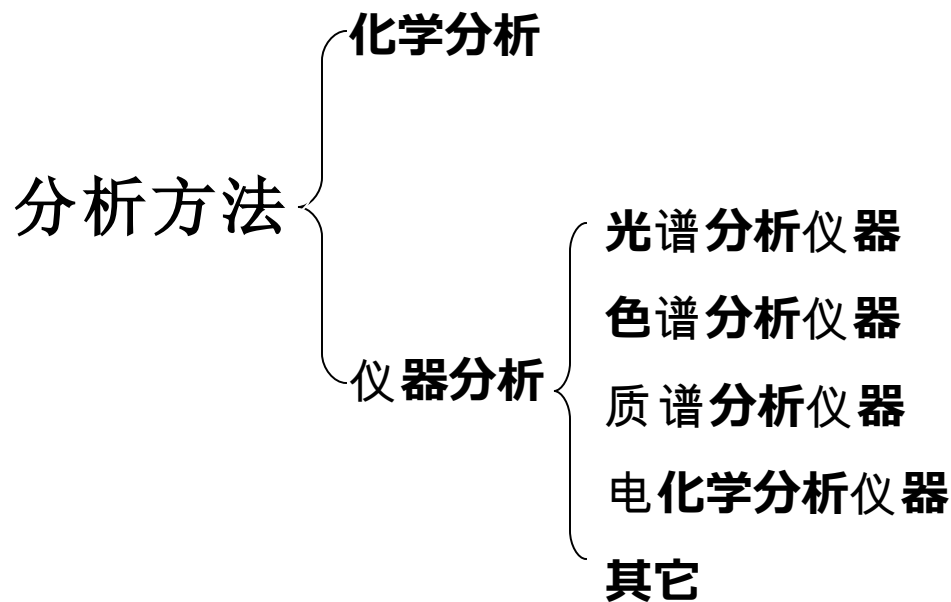 化学分析
分析方法
光谱分析仪器
色谱分析仪器
仪器分析
质谱分析仪器
电化学分析仪器
其它